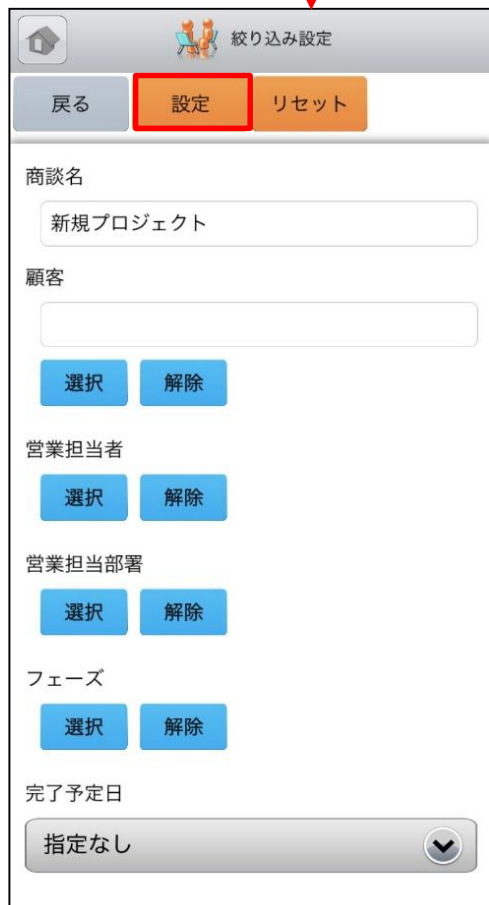 絞り込み設定
戻る 設定 リセット
商談名
新規プロジェクト
顧客
選択 解除
営業担当者
選択 解除
営業担当部署
選択 解除
フェーズ
選択 解除
完了予定日
指定なし